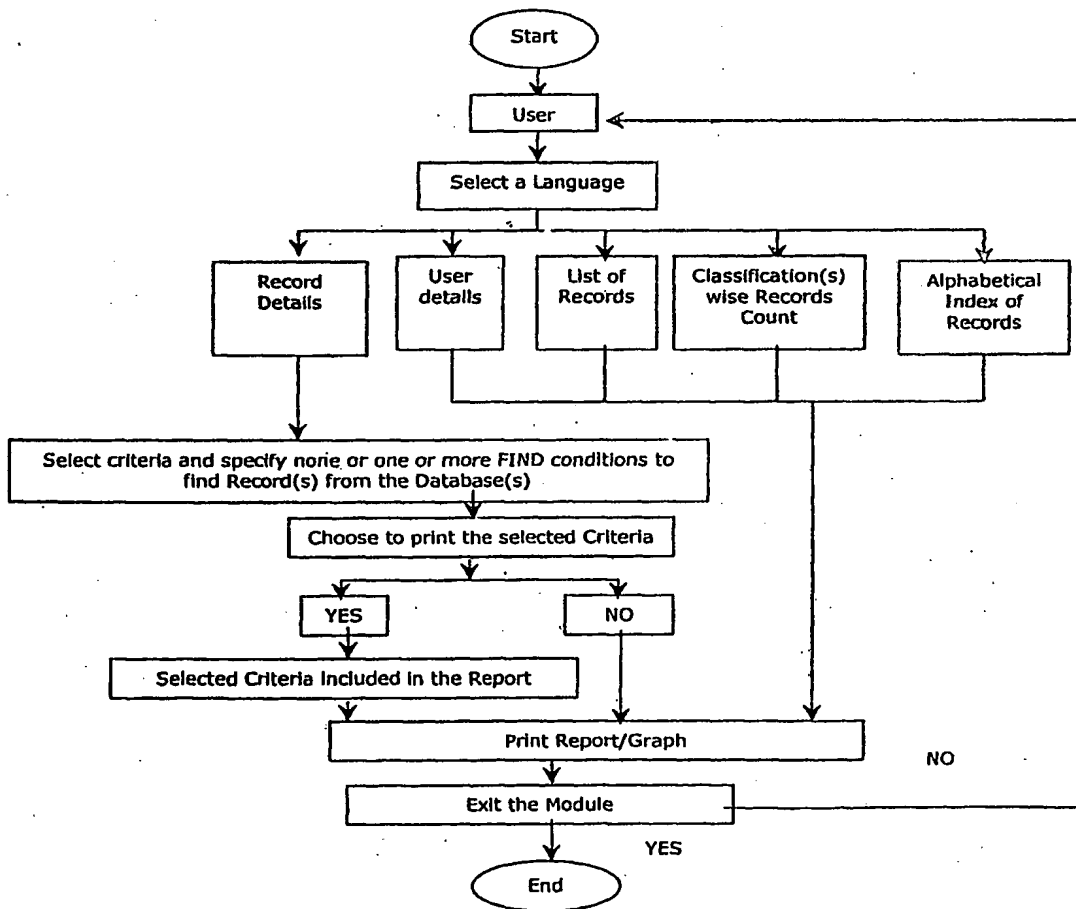 Start
User
Select a Language
Record
Details
User
details
List of
Records
Classification(s)
wise Records
Count
Alphabetical
Index of
Records
Select criteria and specify none or one or more FIND conditions to
find Record(s) from the Database(s)
Choose to print the selected Criteria
YES
NO
Selected Criteria Included in the Report
Print Report/Graph
NO
Exit the Module
YES
End